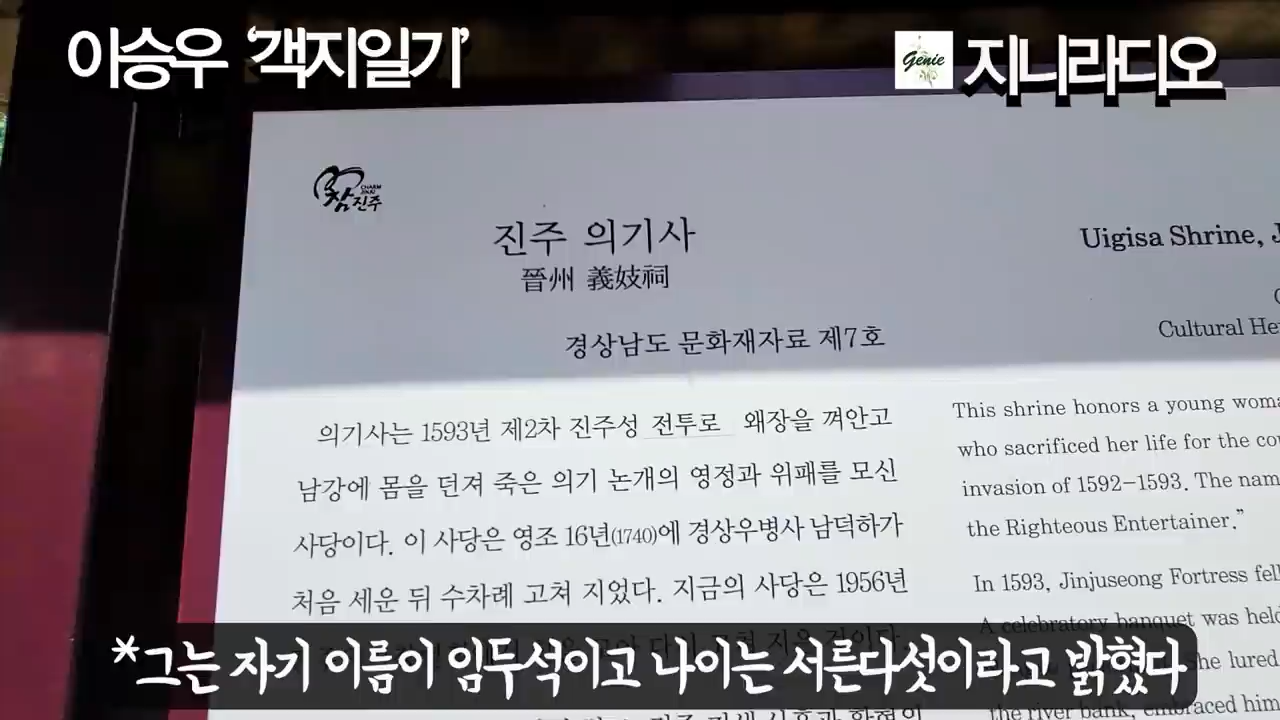 이승우 '객지일기'
Genie 지니라디오
참진주
CHARM JINJU
진주 의기사
晉州 義妓祠
경상남도 문화재자료 제7호
의기사는 1593년 제2차 진주성 전투로 왜장을 껴안고
남강에 몸을 던져 죽은 의기 논개의 영정과 위패를 모신
사당이다. 이 사당은 영조 16년(1740)에 경상우병사 남덕하가
처음 세운 뒤 수차례 고쳐 지었다. 지금의 사당은 1956년
Uigisa Shrine,
Cultural
This shrine honors a young
who sacrificed her life for the
invasion of 1592-1593. The
the Righteous Entertainer."
In 1593, Jinjuseong Fortress
A celebratory banquet was
She lured
the river bank, embraced him
*그는 자기 이름이 임두석이고 나이는 서른다섯이라고 밝혔다